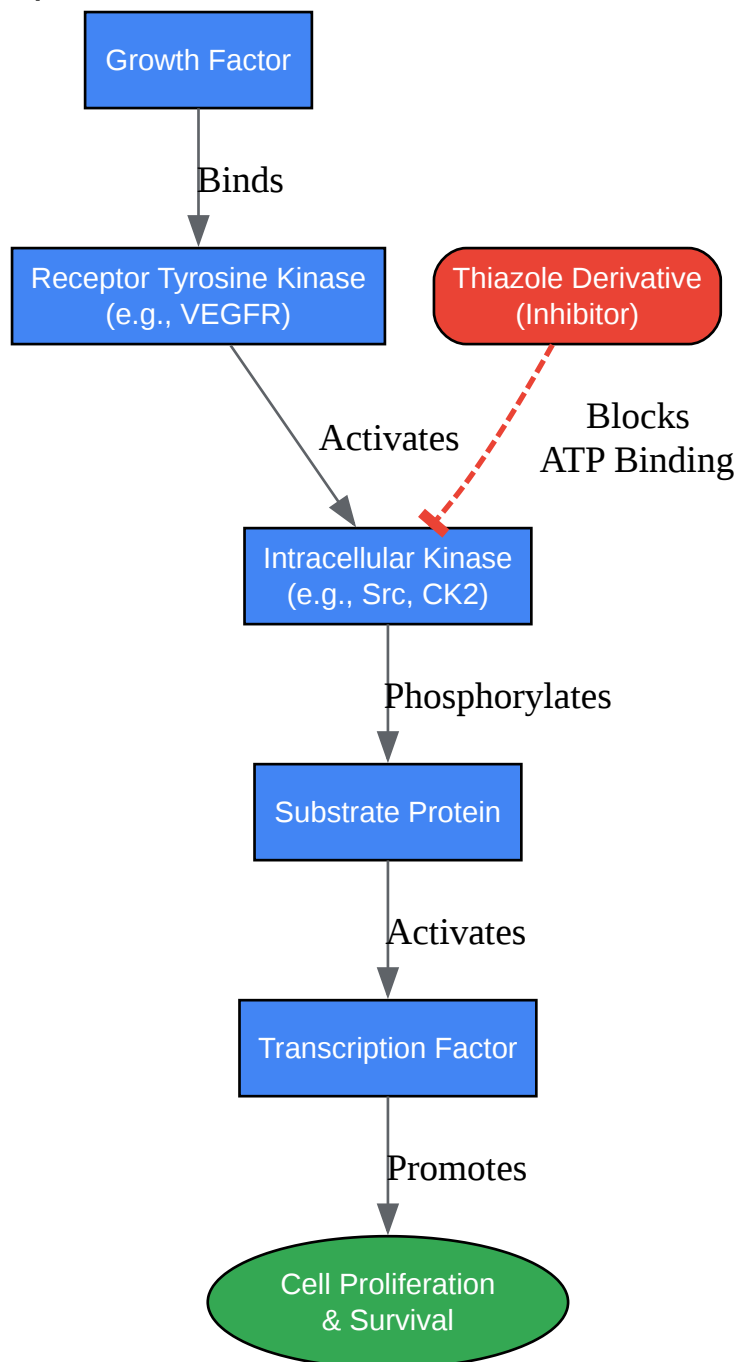 Growth Factor
Binds
Receptor Tyrosine Kinase
(e.g., VEGFR)
Thiazole Derivative
(Inhibitor)
Activates
Blocks
ATP Binding
Intracellular Kinase
(e.g., Src, CK2)
Phosphorylates
Substrate Protein
Activates
Transcription Factor
Promotes
Cell Proliferation
& Survival